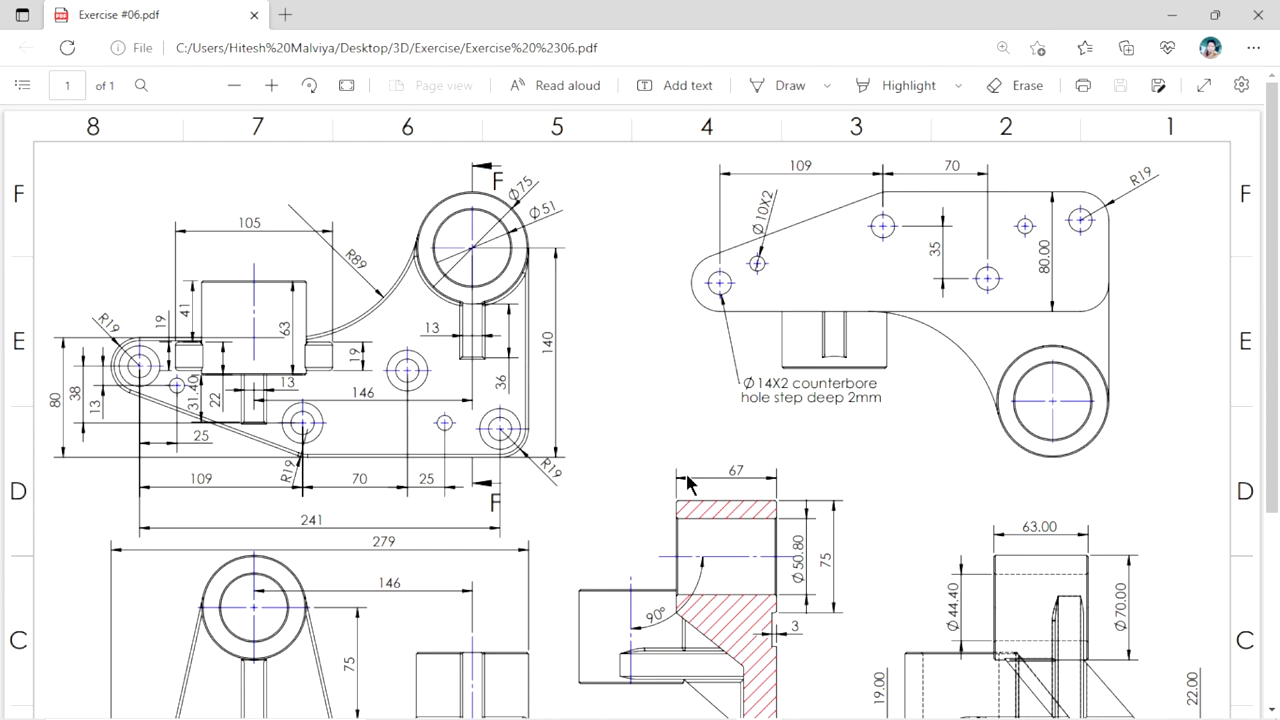 Exercise #06.pdf
File C:/Users/Hitesh%20Malviya/Desktop/3D/Exercise/Exercise%20%2306.pdf
1 of 1 Page view A Read aloud T Add text Draw Highlight Erase
8 7 6 5 4 3 2 1
F F
F
Ø75
Ø51
105
R89
41
63
R19
19
19
13
140
36
80
38
13
31.40
22
13
146
25
R19
R19
109 70 25
F
241
279
109 70
R19
Ø10X2
35
80.00
E E
Ø 14X2 counterbore
hole step deep 2mm
D D
67
Ø 50.80
75
90°
3
63.00
Ø 44.40
Ø 70.00
146
75
C C
19.00
22.00